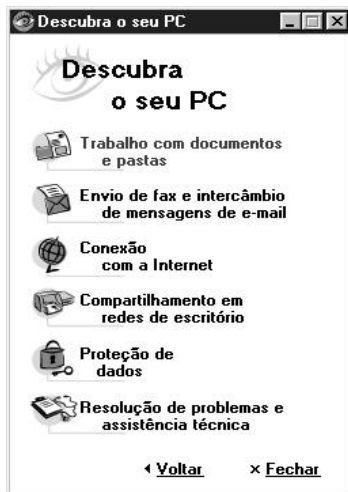 Descubra o seu PC
Descubra
o seu PC
Trabalho com documentos
e pastas
Envio de fax e intercâmbio
de mensagens de e-mail
Conexão
com a Internet
Compartilhamento em
redes de escritório
Proteção de
dados
Resolução de problemas e
assistência técnica
Voltar × Fechar